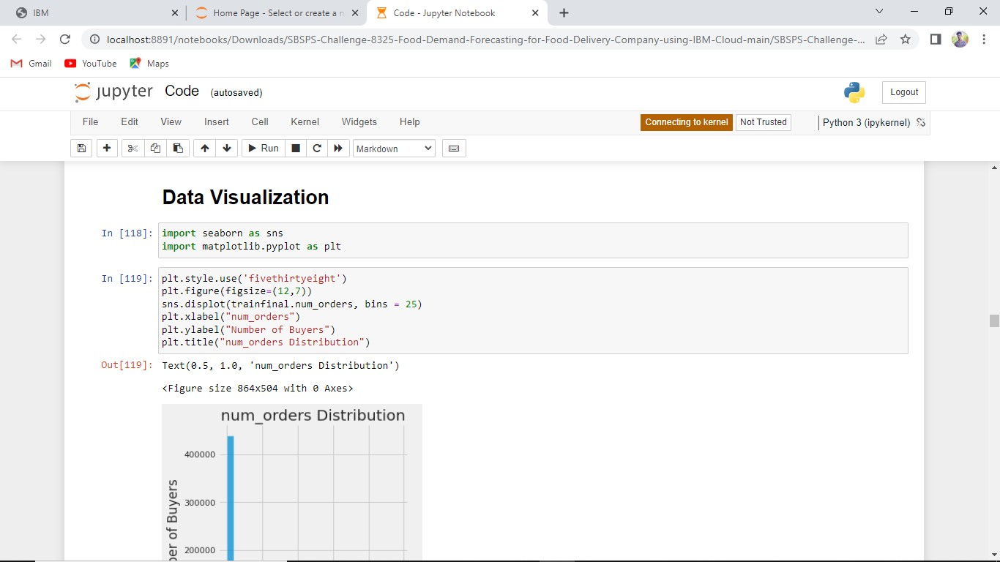 IBM
Home Page - Select or create a n
Code - Jupyter Notebook
localhost:8891/notebooks/Downloads/SBSPS-Challenge-8325-Food-Demand-Forecasting-for-Food-Delivery-Company-using-IBM-Cloud-main/SBSPS-Challenge-...
Gmail YouTube Maps
jupyter Code (autosaved)
Logout
File Edit View Insert Cell Kernel Widgets Help
Connecting to kernel Not Trusted Python 3 (ipykernel)
Run Markdown
Data Visualization
In [118]: import seaborn as sns
import matplotlib.pyplot as plt
In [119]: plt.style.use('fivethirtyeight')
plt.figure(figsize=(12,7))
sns.displot(trainfinal.num_orders, bins = 25)
plt.xlabel("num_orders")
plt.ylabel("Number of Buyers")
plt.title("num_orders Distribution")
Out[119]: Text(0.5, 1.0, 'num_orders Distribution')
<Figure size 864x504 with 0 Axes>
num_orders Distribution
400000
300000
200000
ber of Buyers